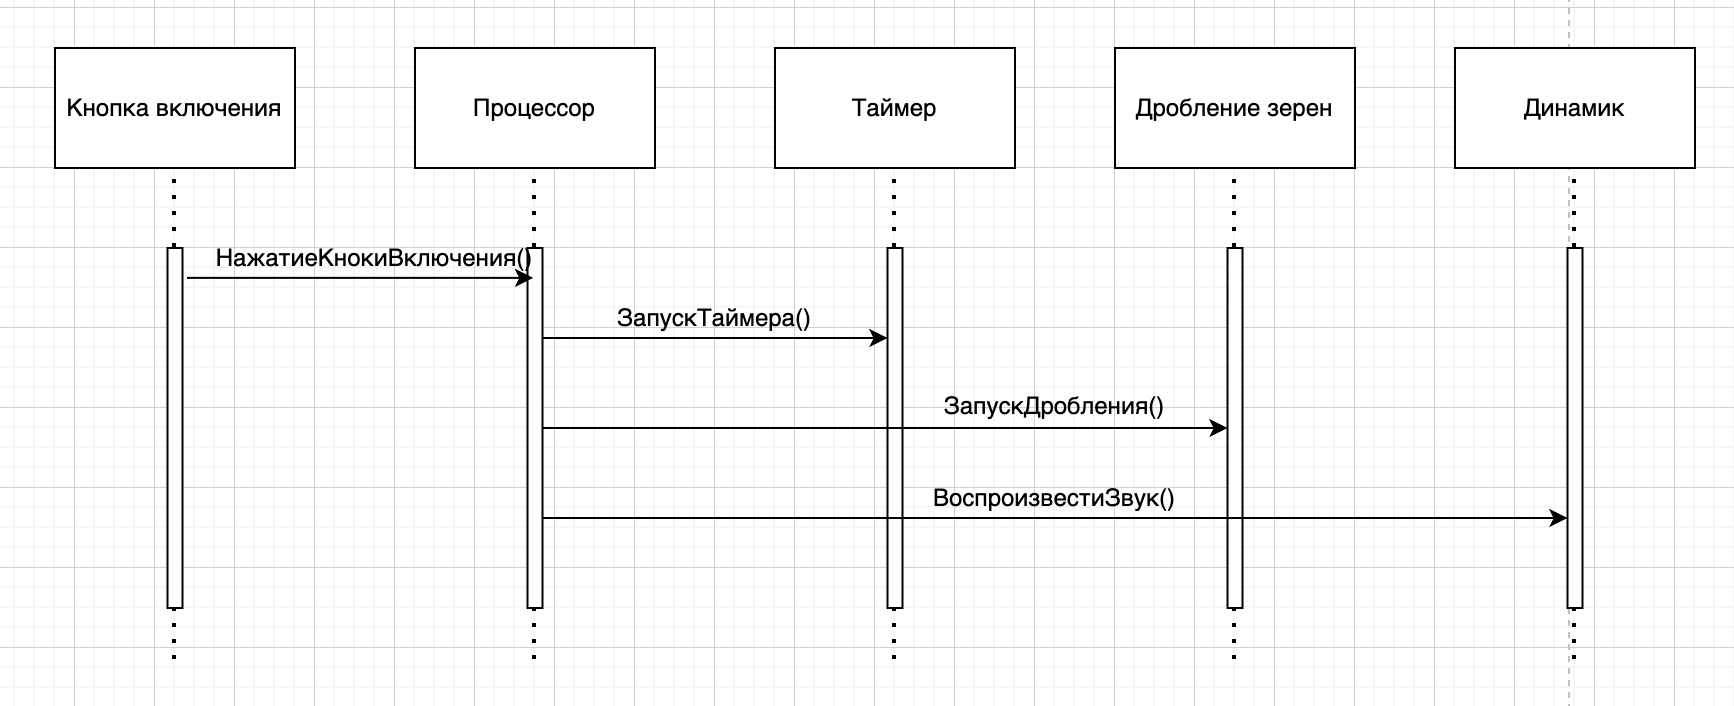 Кнопка включения
Процессор
Таймер
Дробление зерен
Динамик
НажатиеКнокиВключения()
ЗапускТаймера()
ЗапускДробления()
ВоспроизвестиЗвук()